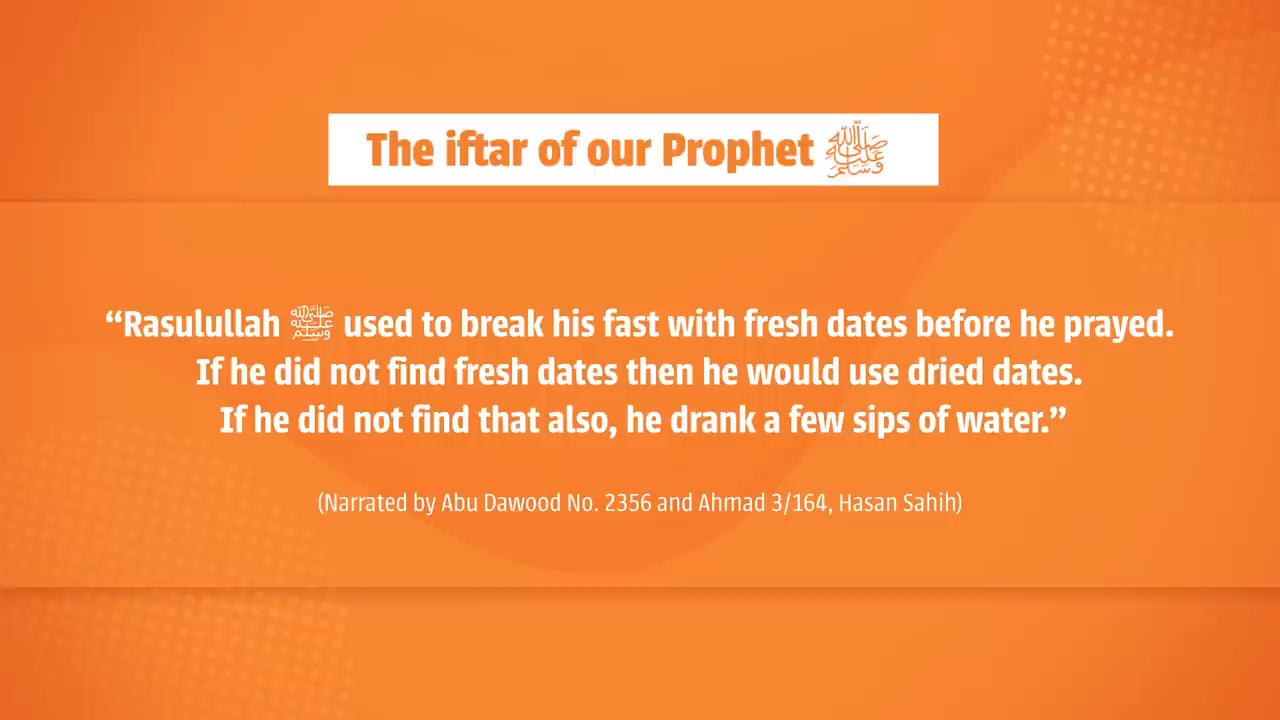 The iftar of our Prophet ﷺ
“Rasulullah ﷺ used to break his fast with fresh dates before he prayed.
If he did not find fresh dates then he would use dried dates.
If he did not find that also, he drank a few sips of water.”
(Narrated by Abu Dawood No. 2356 and Ahmad 3/164, Hasan Sahih)